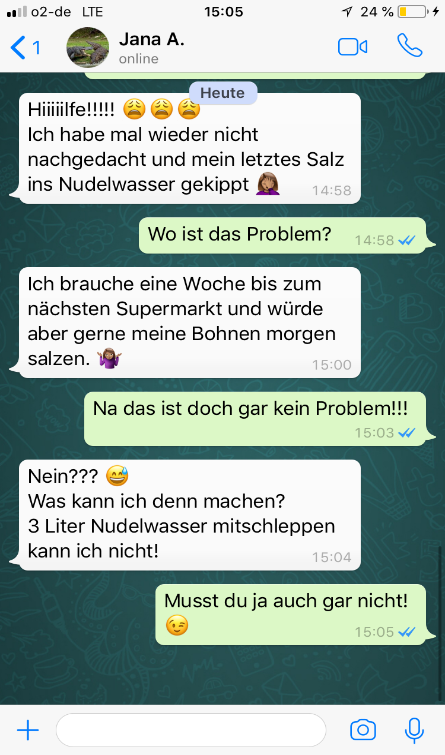 o2-de LTE 15:05 24 %
1 Jana A.
online
Heute
Hiiiiilfe!!!!! 😩😩😩
Ich habe mal wieder nicht
nachgedacht und mein letztes Salz
ins Nudelwasser gekippt 🤦🏾‍♀️ 14:58
Wo ist das Problem? 14:58
Ich brauche eine Woche bis zum
nächsten Supermarkt und würde
aber gerne meine Bohnen morgen
salzen. 🤷🏾‍♀️ 15:00
Na das ist doch gar kein Problem!!!
15:03
Nein??? 😅
Was kann ich denn machen?
3 Liter Nudelwasser mitschleppen
kann ich nicht! 15:04
Musst du ja auch gar nicht!
😉 15:05